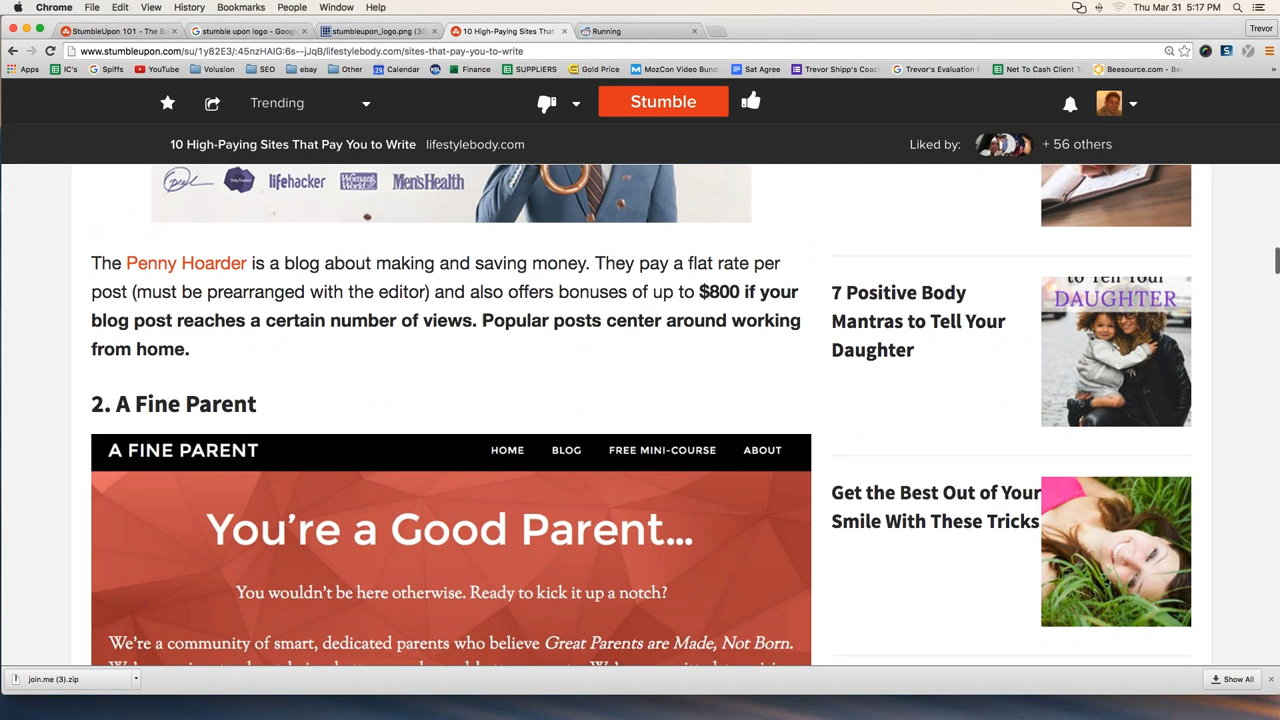 Chrome File Edit View History Bookmarks People Window Help Thu Mar 31 5:17 PM
StumbleUpon 101 - The B stumble upon logo - Googl stumbleupon_logo.png (30 10 High-Paying Sites That Running Trevor
www.stumbleupon.com/su/1y82E3/:45nzHAIG:6s--jJqB/lifestylebody.com/sites-that-pay-you-to-write
Apps IC's Spiffs YouTube Volusion SEO ebay Other Calendar KSL Finance SUPPLIERS Gold Price MozCon Video Bund Sat Agree Trevor Shipp's Coac Trevor's Evaluation Net To Cash Client T Beesource.com - Be
Trending Stumble
10 High-Paying Sites That Pay You to Write lifestylebody.com Liked by: + 56 others
lifehacker Woman's World Men's Health
The Penny Hoarder is a blog about making and saving money. They pay a flat rate per
post (must be prearranged with the editor) and also offers bonuses of up to $800 if your
blog post reaches a certain number of views. Popular posts center around working
from home.
2. A Fine Parent
A FINE PARENT HOME BLOG FREE MINI-COURSE ABOUT
You're a Good Parent...
You wouldn't be here otherwise. Ready to kick it up a notch?
We're a community of smart, dedicated parents who believe Great Parents are Made, Not Born.
to Tell Your
DAUGHTER
7 Positive Body
Mantras to Tell Your
Daughter
Get the Best Out of Your
Smile With These Tricks
join.me (3).zip Show All